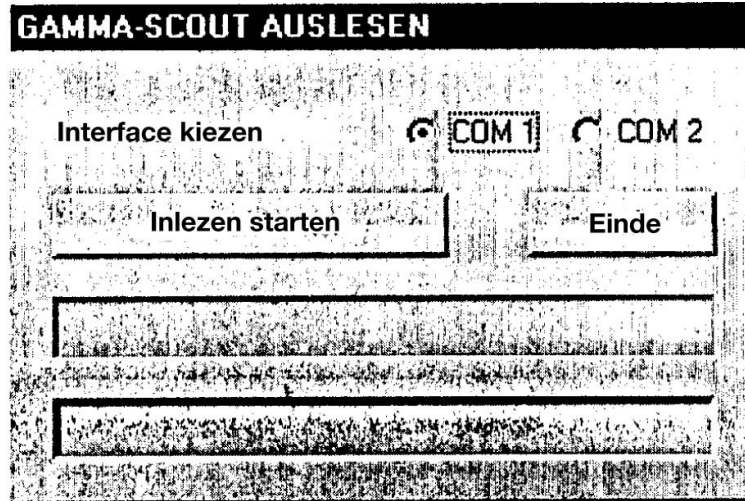 GAMMA-SCOUT AUSLESEN
Interface kiezen COM 1 COM 2
Inlezen starten Einde